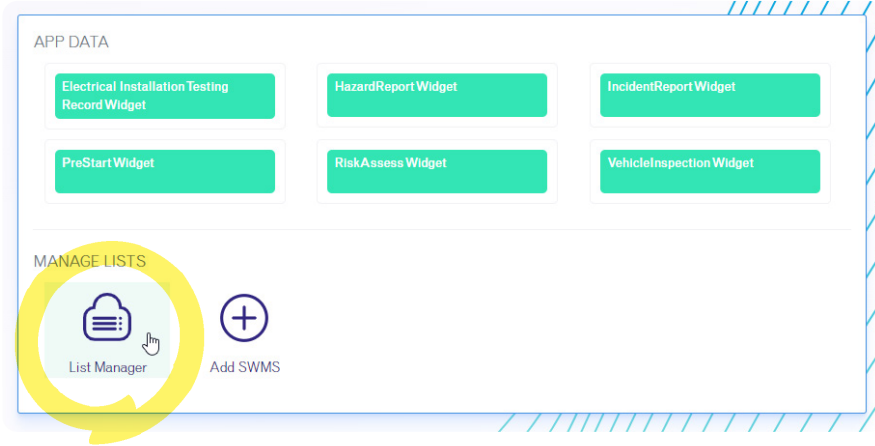 APP DATA
Electrical Installation Testing
Record Widget
HazardReport Widget
IncidentReport Widget
PreStart Widget
RiskAssess Widget
VehicleInspection Widget
MANAGE LISTS
List Manager
Add SWMS